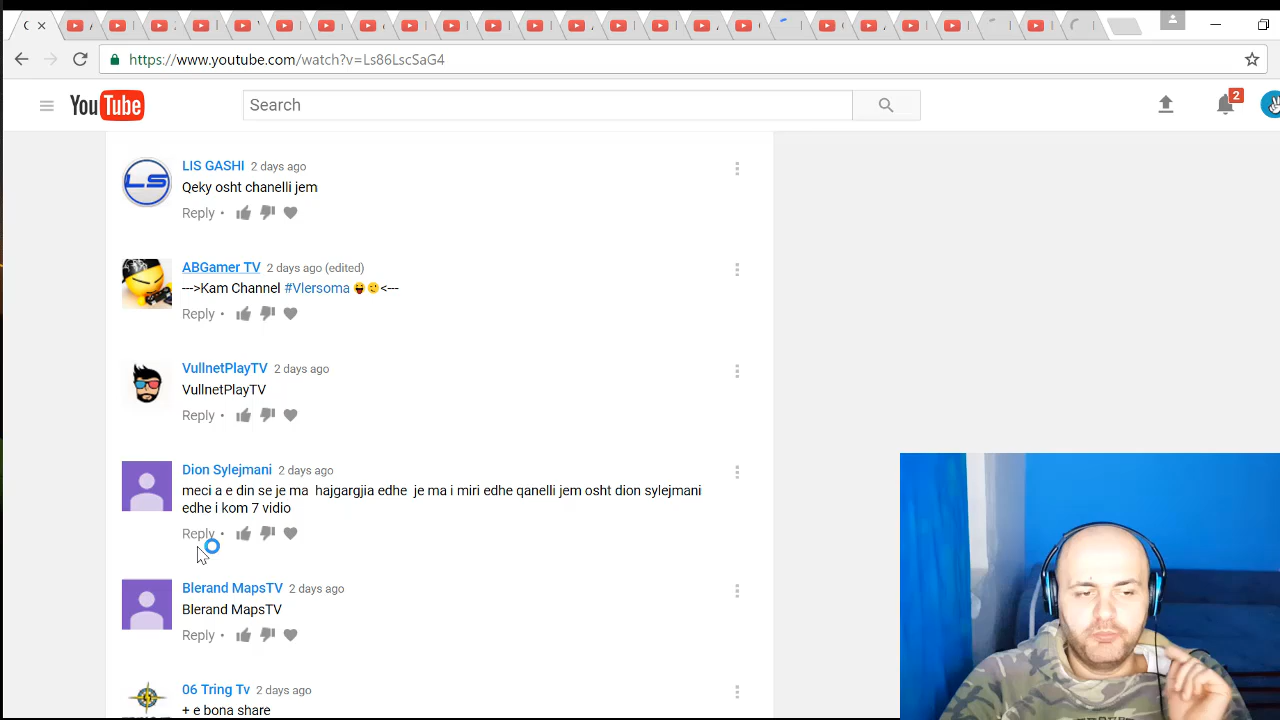 https://www.youtube.com/watch?v=Ls86LscSaG4
YouTube
Search
2
LIS GASHI 2 days ago
LS
Qeky osht chanelli jem
Reply •
ABGamer TV 2 days ago (edited)
--->Kam Channel #Vlersoma 😜😉<---
Reply •
VullnetPlayTV 2 days ago
VullnetPlayTV
Reply •
Dion Sylejmani 2 days ago
meci a e din se je ma hajgargjia edhe je ma i miri edhe qanelli jem osht dion sylejmani
edhe i kom 7 vidio
Reply •
Blerand MapsTV 2 days ago
Blerand MapsTV
Reply •
06 Tring Tv 2 days ago
+ e bona share